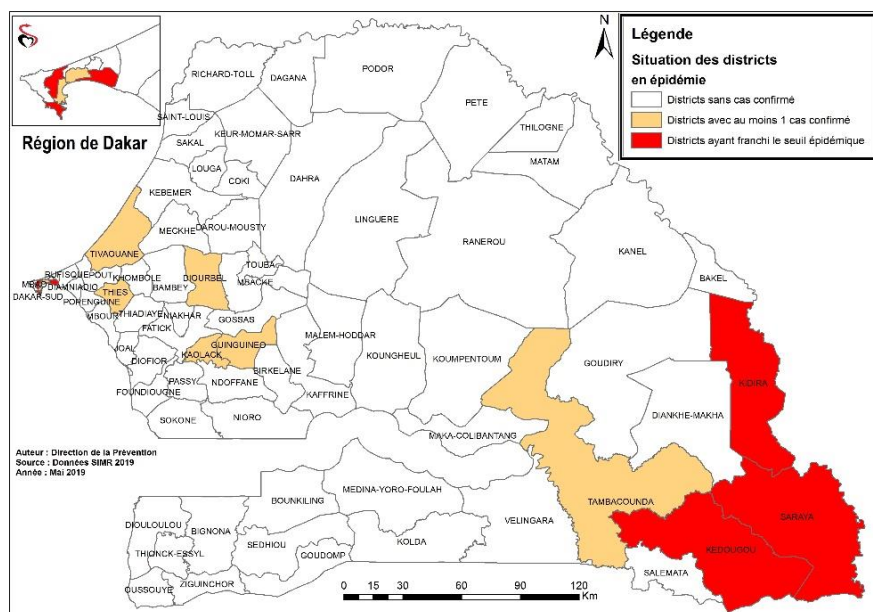 N
Légende
Situation des districts
en épidémie
Districts sans cas confirmé
Districts avec au moins 1 cas confirmé
Districts ayant franchi le seuil épidémique
Région de Dakar
RICHARD-TOLL
DAGANA
PODOR
PETE
THILOGNE
MATAM
SAINT-LOUIS
SAKAL
KEUR-MOMAR-SARR
LOUGA
COKI
DAHRA
LINGUERE
RANEROU
KANEL
KEBEMER
MECKHE
DAROU-MOUSTY
TIVAOUANE
TOUBA
MBACKE
DIOURBEL
BAMBEY
KHOMBOLE
THIES
RUFISQUE
POUT
DIAMNIADIO
DAKAR-SUD
POPENGUINE
MBOUR
THIADIAYE
NIAKHAR
FATICK
GOSSAS
GUINGUINEO
KAOLACK
BIRKELANE
MALEM-HODDAR
KOUNGHEUL
KOUMPENTOUM
GOUDIRY
BAKEL
KIDIRA
DIANKHE-MAKHA
JOAL
DIOFIOR
PASSY
NDOFFANE
KAFFRINE
FOUNDIOUGNE
SOKONE
NIORO
MAKA-COLIBANTANG
TAMBACOUNDA
SARAYA
KEDOUGOU
SALEMATA
Auteur : Direction de la Prévention
Source : Données SIMR 2019
Année : Mai 2019
MEDINA-YORO-FOULAH
BOUNKILING
VELINGARA
DIOULOULOU
BIGNONA
SEDHIOU
KOLDA
THIONCK-ESSYL
GOUDOMP
OUSSOUYE
ZIGUINCHOR
0 15 30 60 90 120
Km